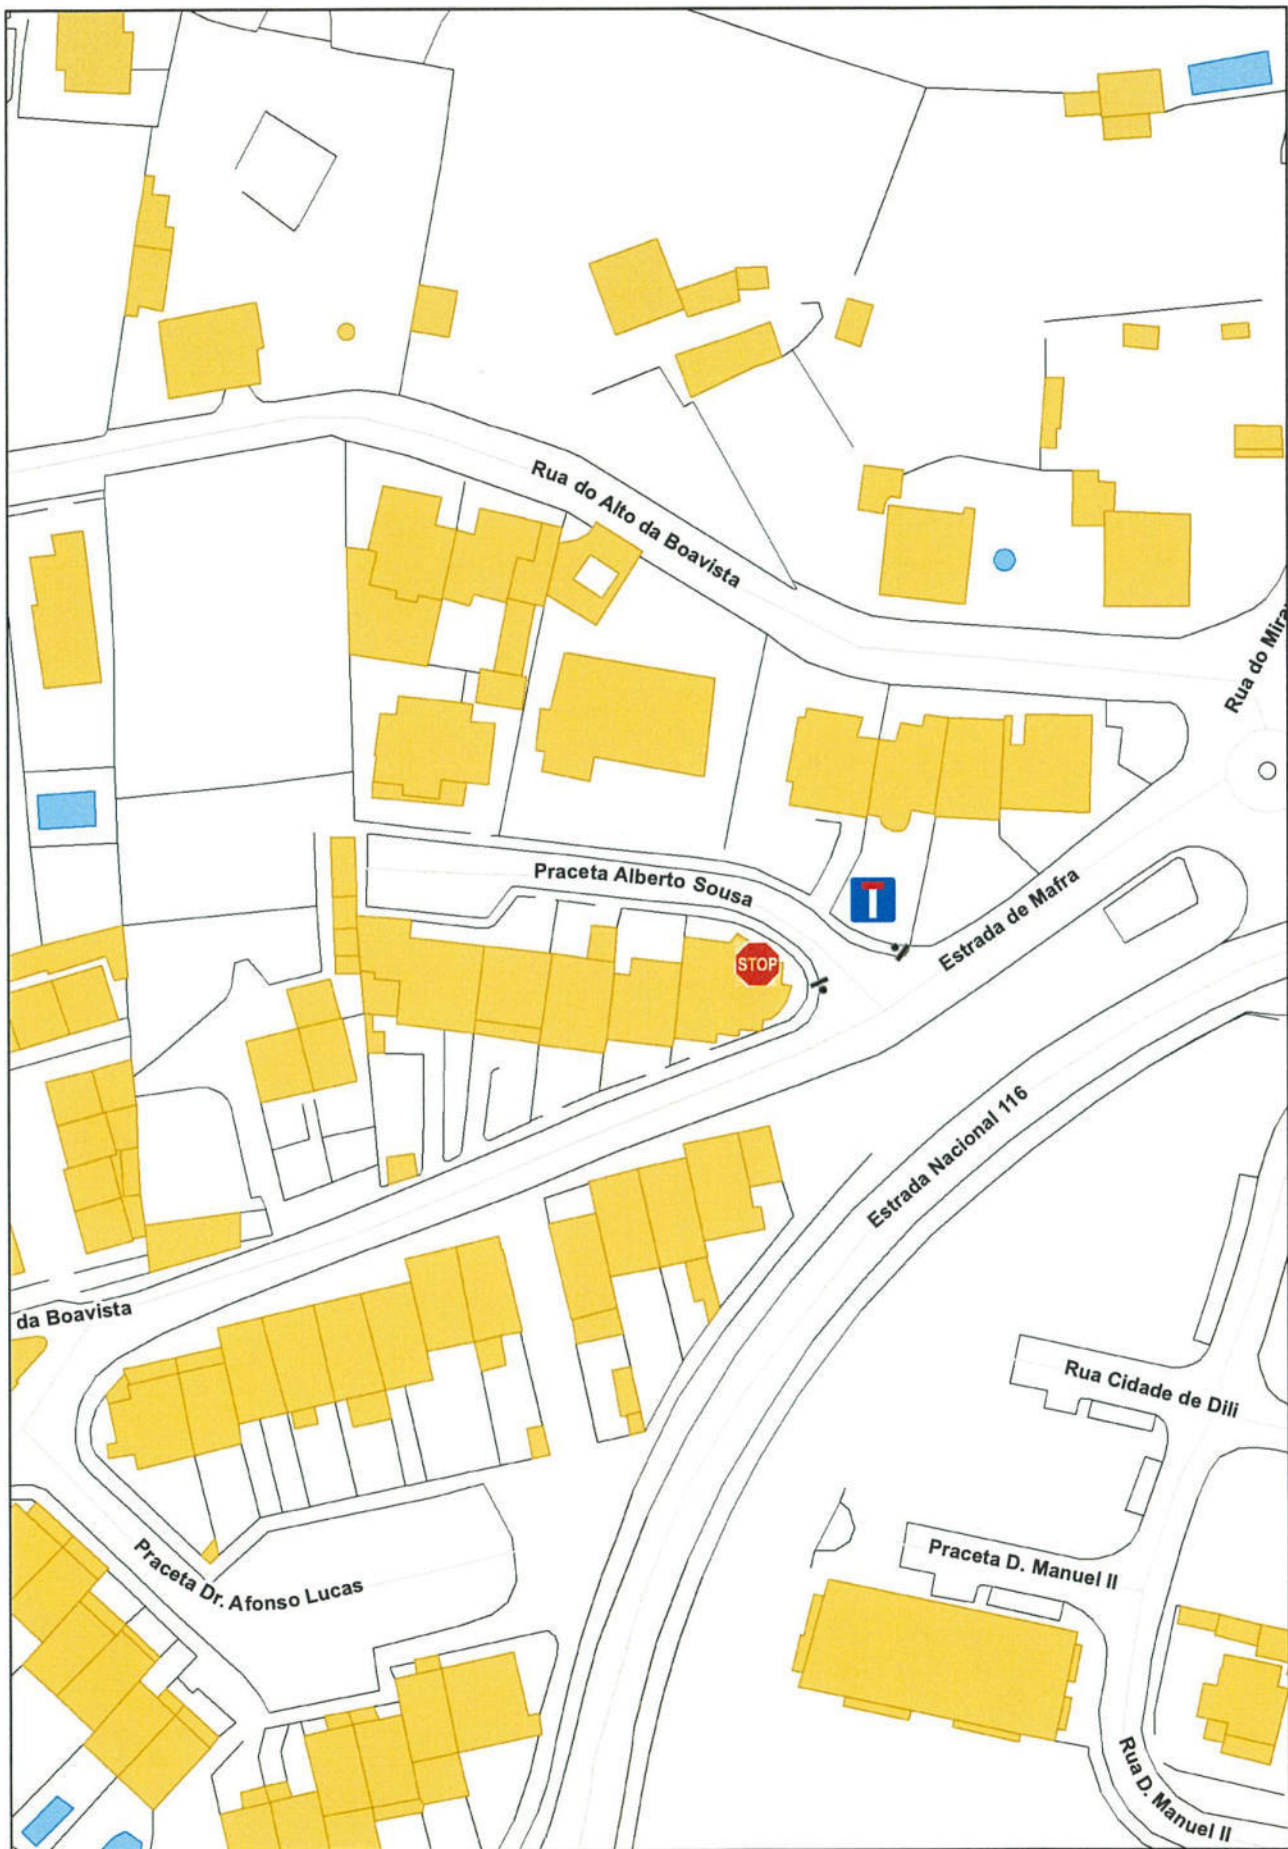 Rua do Alto da Boavista
Rua do Mira
Praceta Alberto Sousa
STOP
Estrada de Mafra
Estrada Nacional 116
da Boavista
Rua Cidade de Dili
Praceta D. Manuel II
Praceta Dr. Afonso Lucas
Rua D. Manuel II